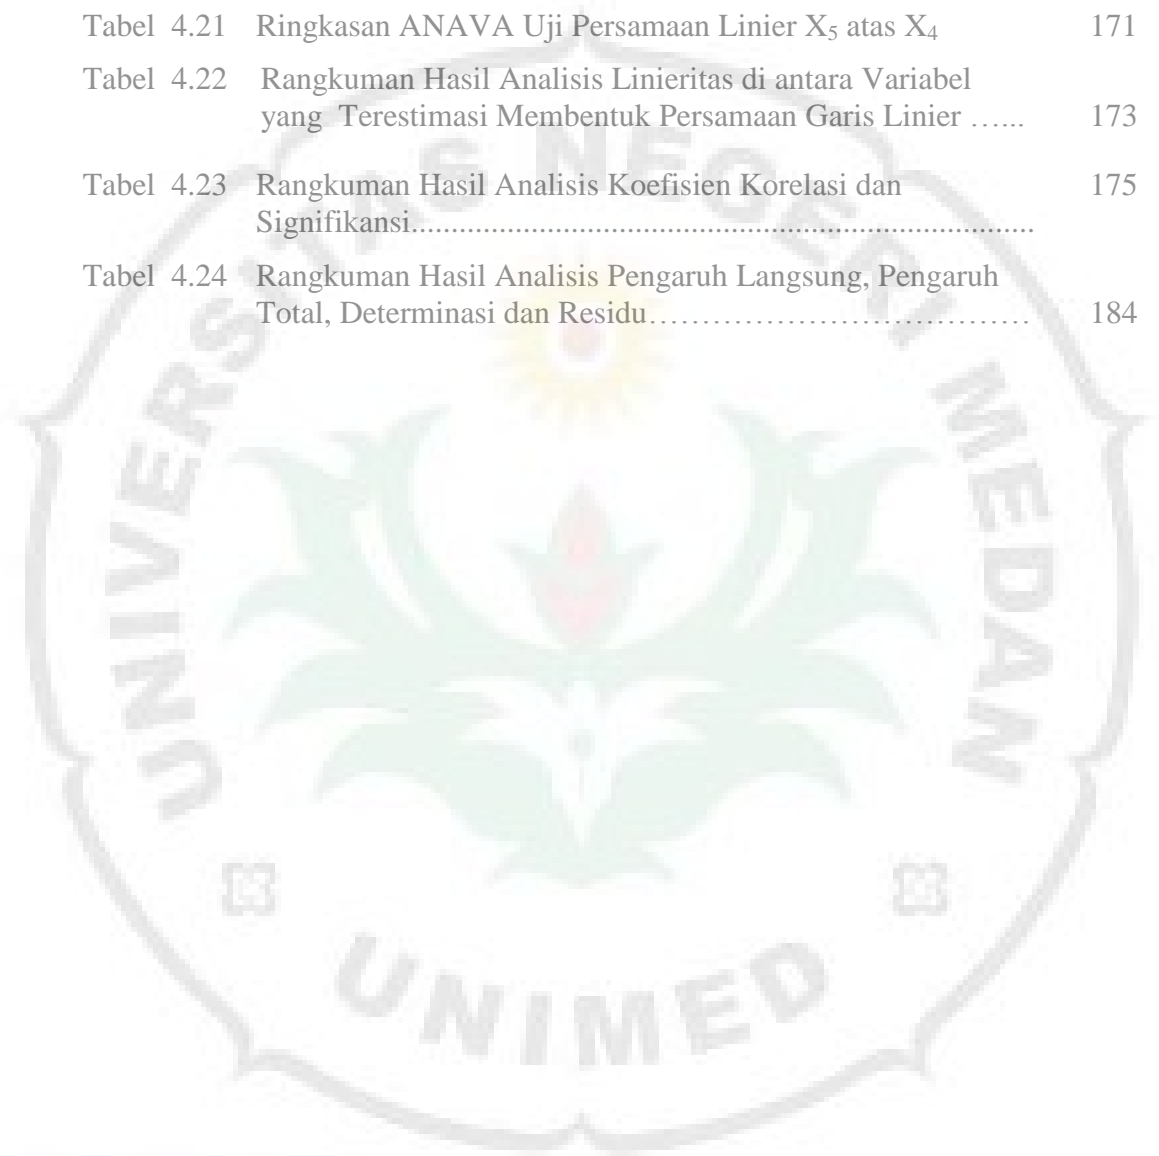 Tabel 4.21 Ringkasan ANAVA Uji Persamaan Linier X₅ atas X₄ 171
Tabel 4.22 Rangkuman Hasil Analisis Linieritas di antara Variabel
yang Terestimasi Membentuk Persamaan Garis Linier …... 173
Tabel 4.23 Rangkuman Hasil Analisis Koefisien Korelasi dan 175
Signifikansi..............................................................................
Tabel 4.24 Rangkuman Hasil Analisis Pengaruh Langsung, Pengaruh
Total, Determinasi dan Residu……………………………… 184
UNIVERSITAS NEGERI MEDAN
UNIMED